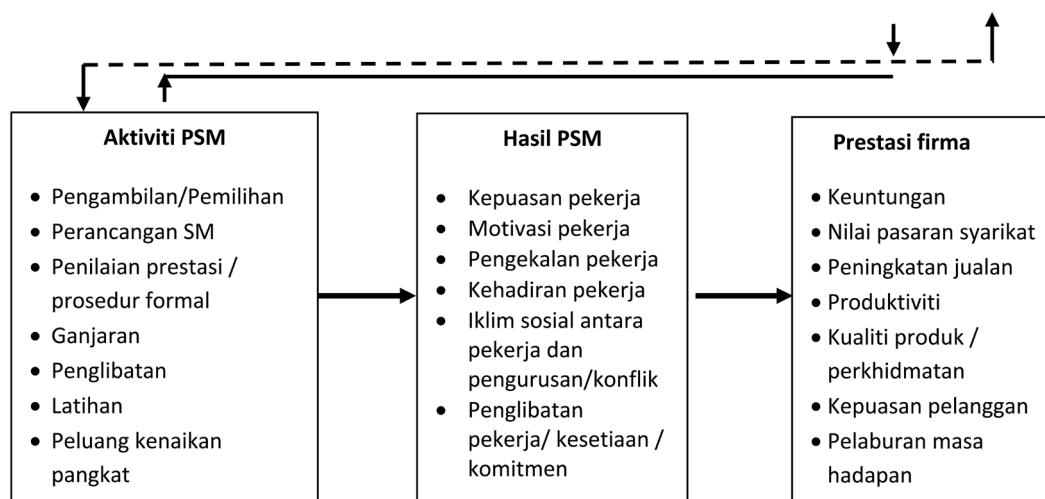 Aktiviti PSM
• Pengambilan/Pemilihan
• Perancangan SM
• Penilaian prestasi /
prosedur formal
• Ganjaran
• Penglibatan
• Latihan
• Peluang kenaikan
pangkat
Hasil PSM
• Kepuasan pekerja
• Motivasi pekerja
• Pengekalan pekerja
• Kehadiran pekerja
• Iklim sosial antara
pekerja dan
pengurusan/konflik
• Penglibatan
pekerja/ kesetiaan /
komitmen
Prestasi firma
• Keuntungan
• Nilai pasaran syarikat
• Peningkatan jualan
• Produktiviti
• Kualiti produk /
perkhidmatan
• Kepuasan pelanggan
• Pelaburan masa
hadapan